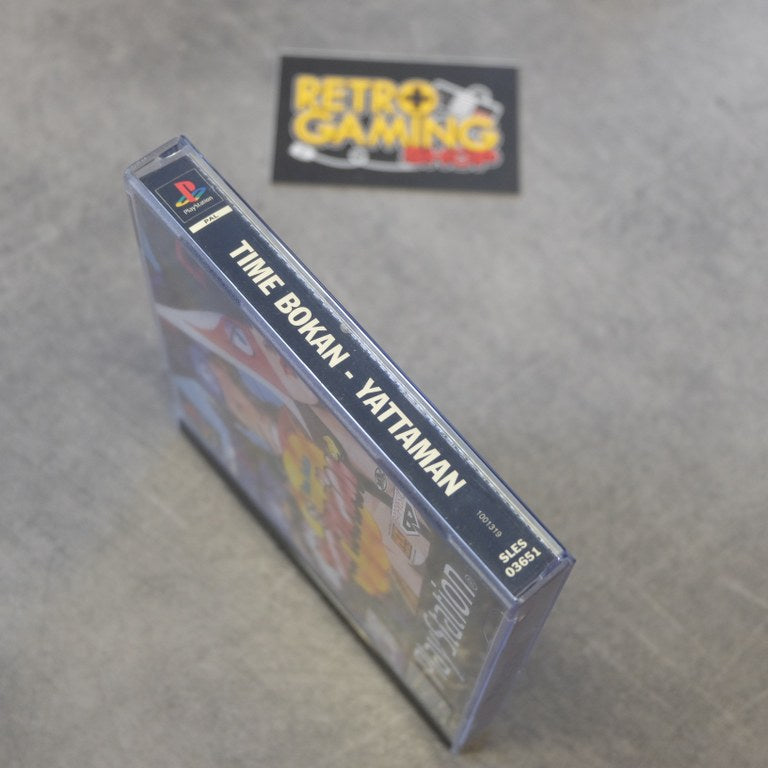 RETRO
GAMING
SHOP
PlayStation
PAL
TIME BOKAN - YATTAMAN
1001319
SLES
03651
PlayStation